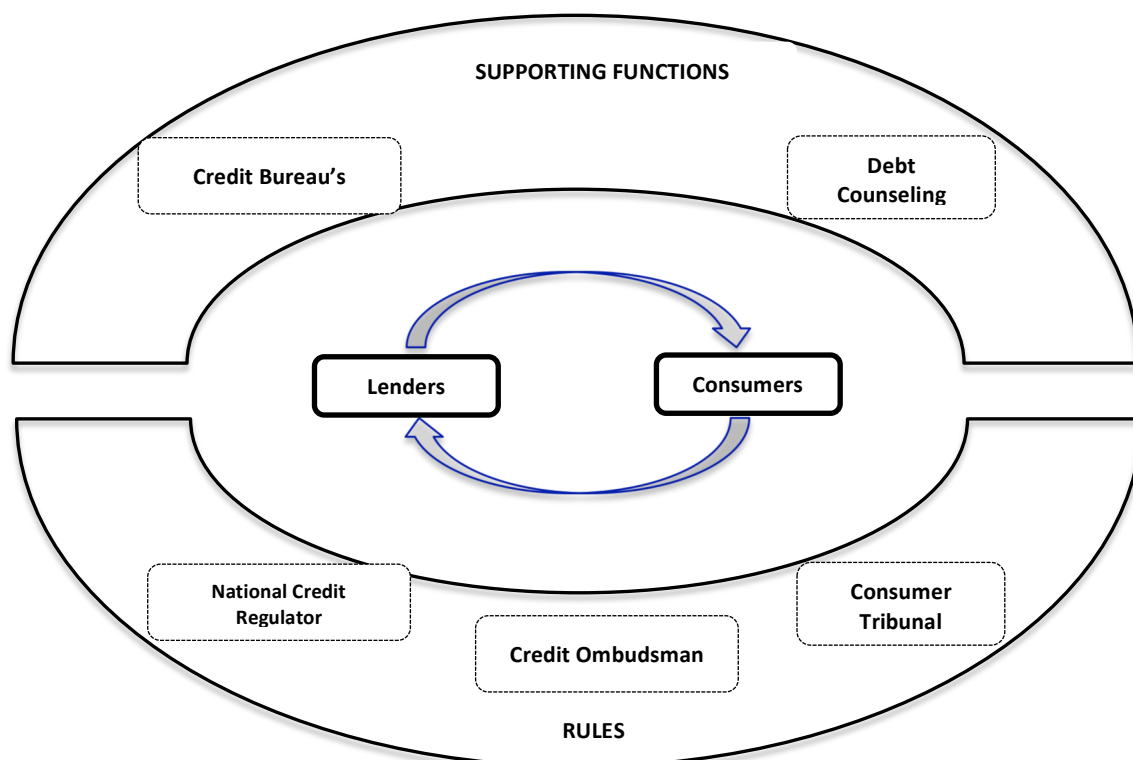 SUPPORTING FUNCTIONS
Credit Bureau’s
Debt
Counseling
Lenders
Consumers
National Credit
Regulator
Consumer
Tribunal
Credit Ombudsman
RULES